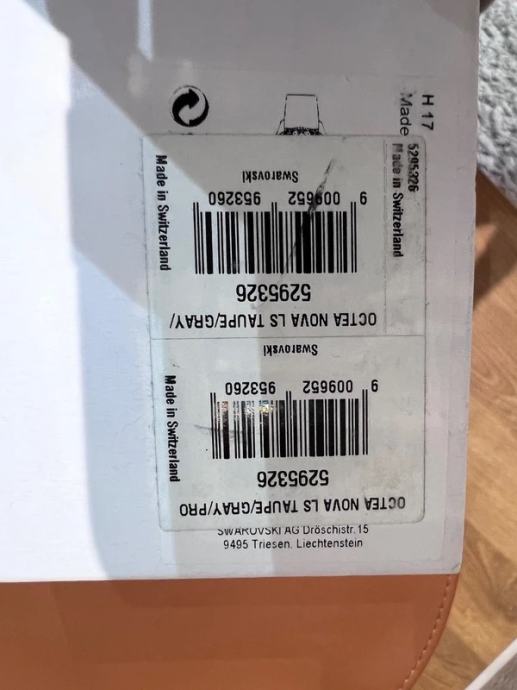 H 17
Made
5295326
Made in Switzerland
Swarovski
9 009652 953260
5295326
OCTEA NOVA LS TAUPE/GRAY/
Made in Switzerland
Swarovski
9 009652 953260
5295326
OCTEA NOVA LS TAUPE/GRAY/PRO
Made in Switzerland
SWAROVSKI AG Dröschistr. 15
9495 Triesen, Liechtenstein